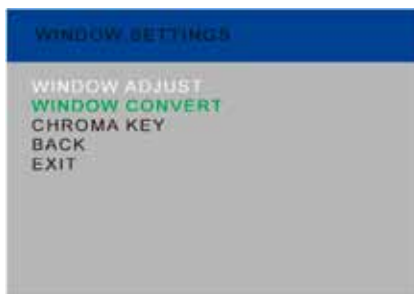 WINDOW SETTINGS
WINDOW ADJUST
WINDOW CONVERT
CHROMA KEY
BACK
EXIT